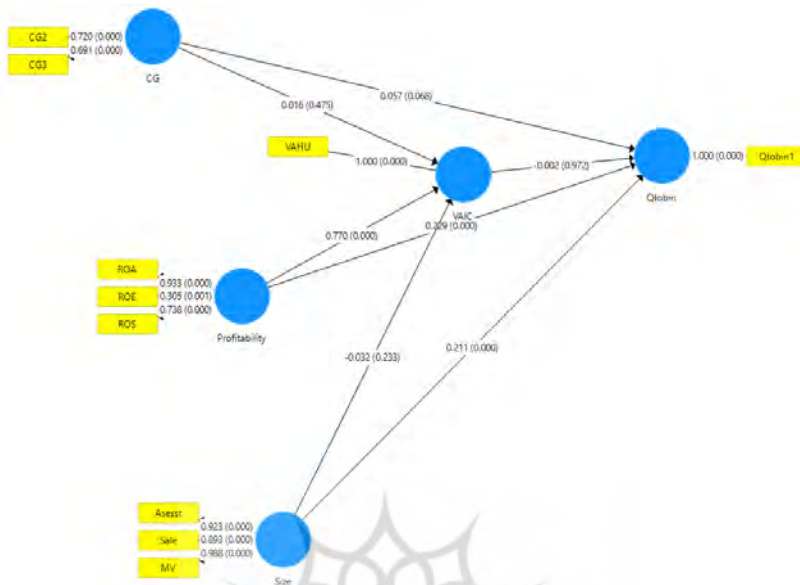 CG2
0.720 (0.000)
0.691 (0.000)
CG3
CG
0.057 (0.068)
0.016 (0.475)
VAHU
1.000 (0.000)
-0.002 (0.972)
1.000 (0.000)
Qtobin1
VAIC
Qtobin
0.770 (0.000)
(0.000)
ROA
0.933 (0.000)
ROE
0.305 (0.001)
ROS
0.738 (0.000)
Profitability
-0.032 (0.233)
0.211 (0.000)
Asesst
0.923 (0.000)
Sale
0.893 (0.000)
MV
0.988 (0.000)
Size